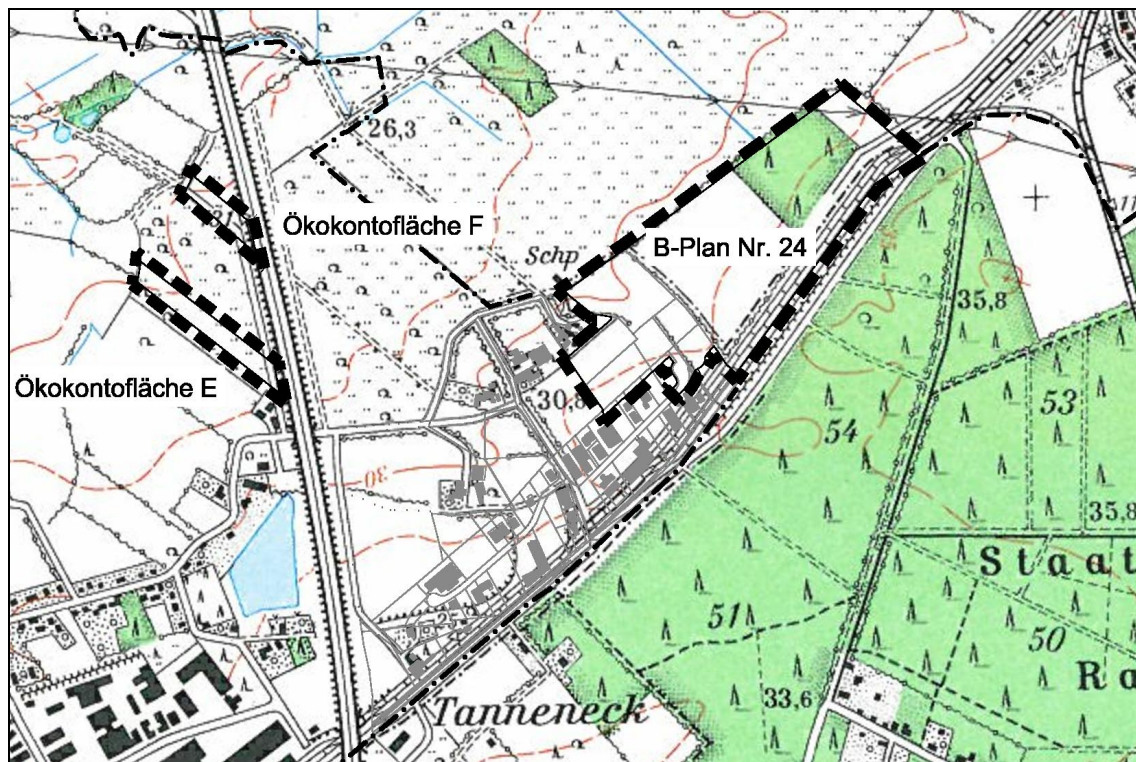 26,3
Ökokontofläche F
B-Plan Nr. 24
Schp
35,8
Ökokontofläche E
30,8
53
54
30
35,8
Staat
51
50
Ra
33,6
Tanneneck